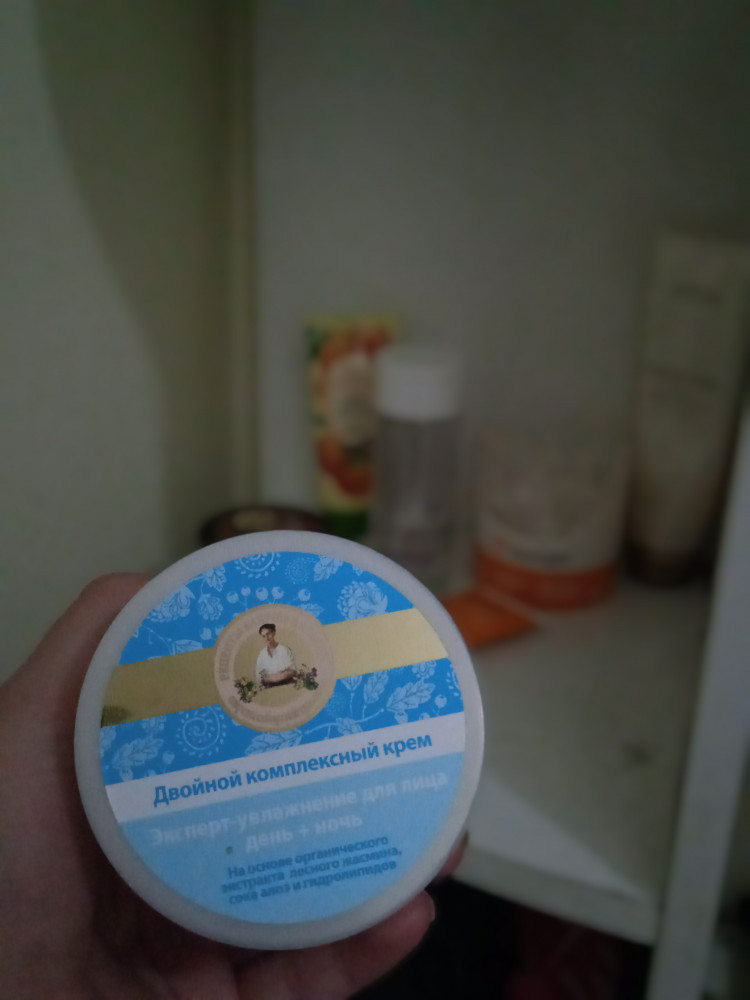 Двойной комплексный крем
Эксперт-увлажнение для лица
день + ночь
На основе органического
экстракта лесного жасмина,
сока алоэ и гидролипидов